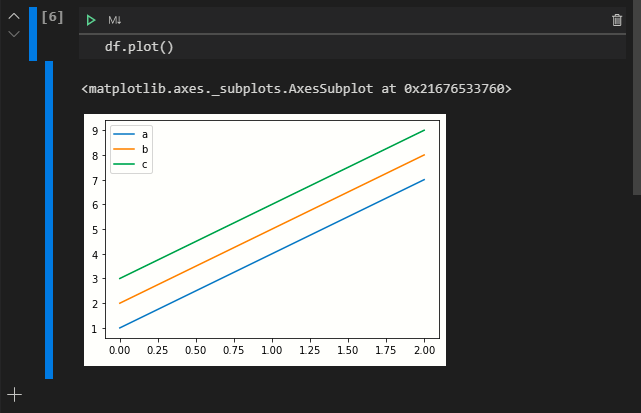 [6]
M↓
df.plot()
<matplotlib.axes._subplots.AxesSubplot at 0x21676533760>
a
b
c
9
8
7
6
5
4
3
2
1
0.00 0.25 0.50 0.75 1.00 1.25 1.50 1.75 2.00